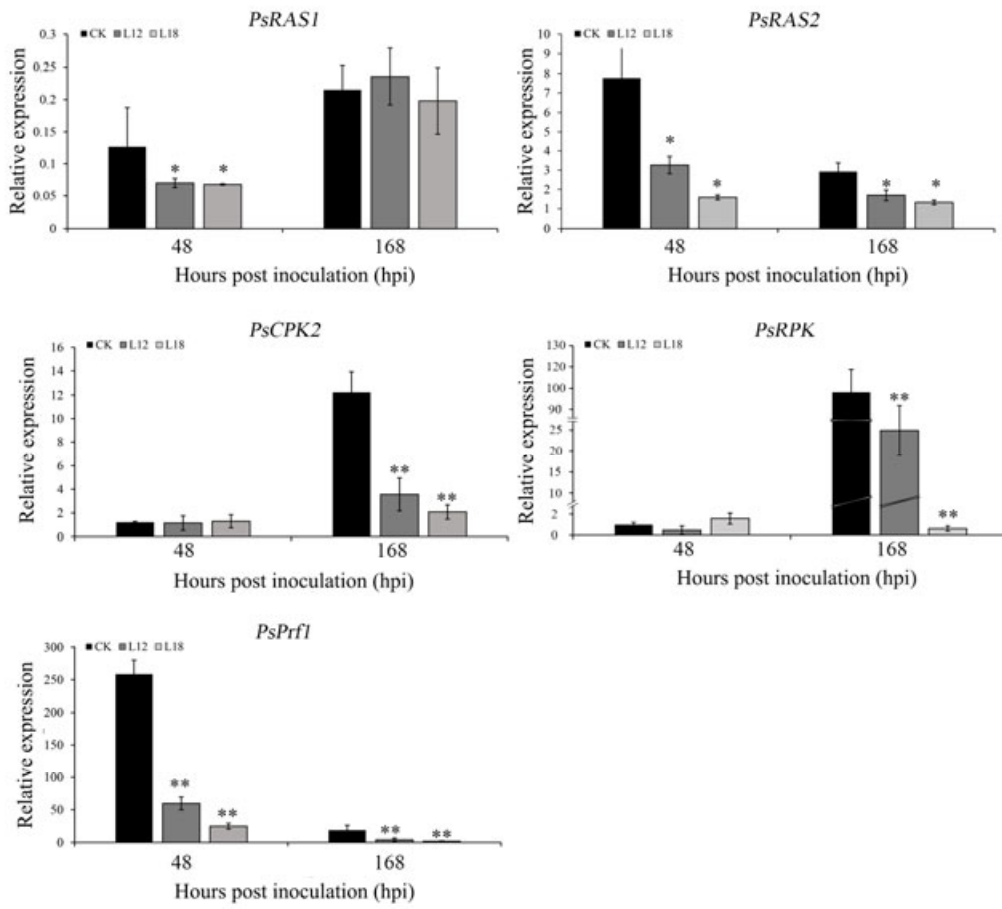 PsRAS1
CK L12 L18
Relative expression
0.3
0.25
0.2
0.15
0.1
0.05
0
* *
48 168
Hours post inoculation (hpi)
PsRAS2
CK L12 L18
Relative expression
10
9
8
7
6
5
4
3
2
1
0
* * * *
48 168
Hours post inoculation (hpi)
PsCPK2
CK L12 L18
Relative expression
16
14
12
10
8
6
4
2
0
** **
48 168
Hours post inoculation (hpi)
PsRPK
CK L12 L18
Relative expression
130
120
110
100
90
25
20
15
10
2
0
** **
48 168
Hours post inoculation (hpi)
PsPrf1
CK L12 L18
Relative expression
300
250
200
150
100
50
0
** ** ** **
48 168
Hours post inoculation (hpi)